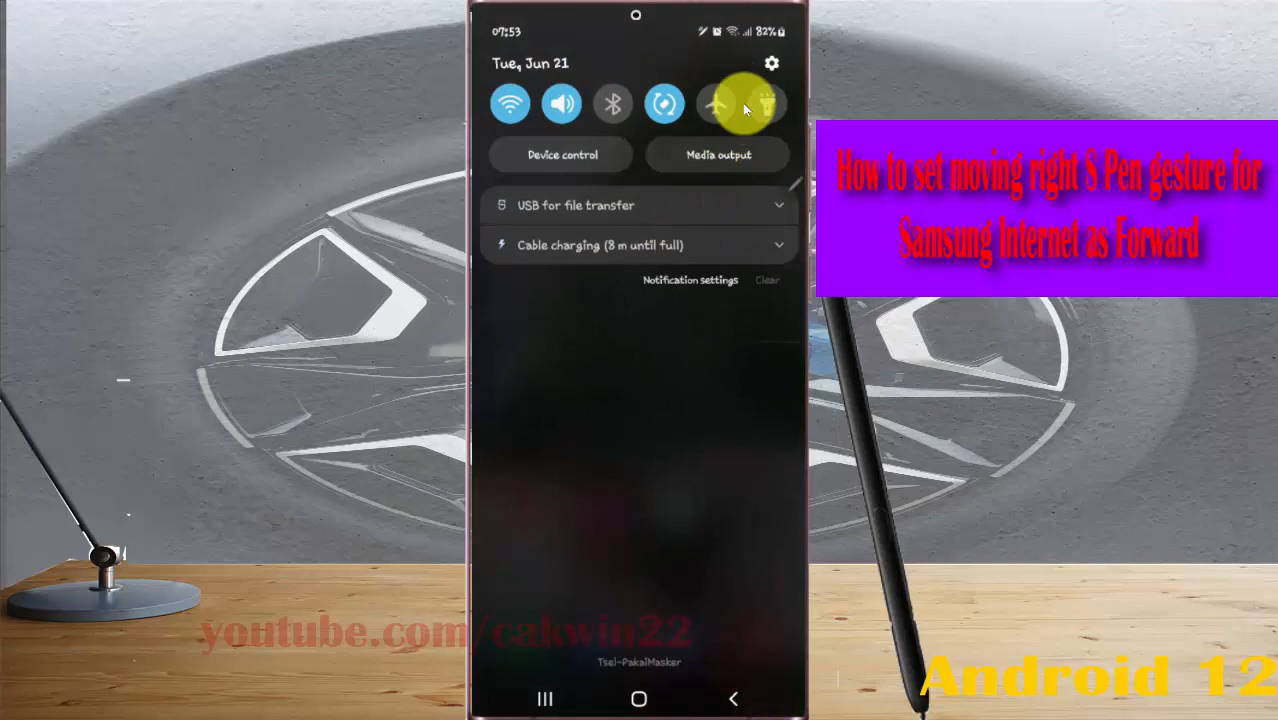 07:53
82%
Tue, Jun 21
Device control
Media output
USB for file transfer
Cable charging (8 m until full)
Notification settings
Clear
How to set moving right S Pen gesture for
Samsung Internet as Forward
youtube.com/cakwin22
Tsel-PakaiMasker
Android 12